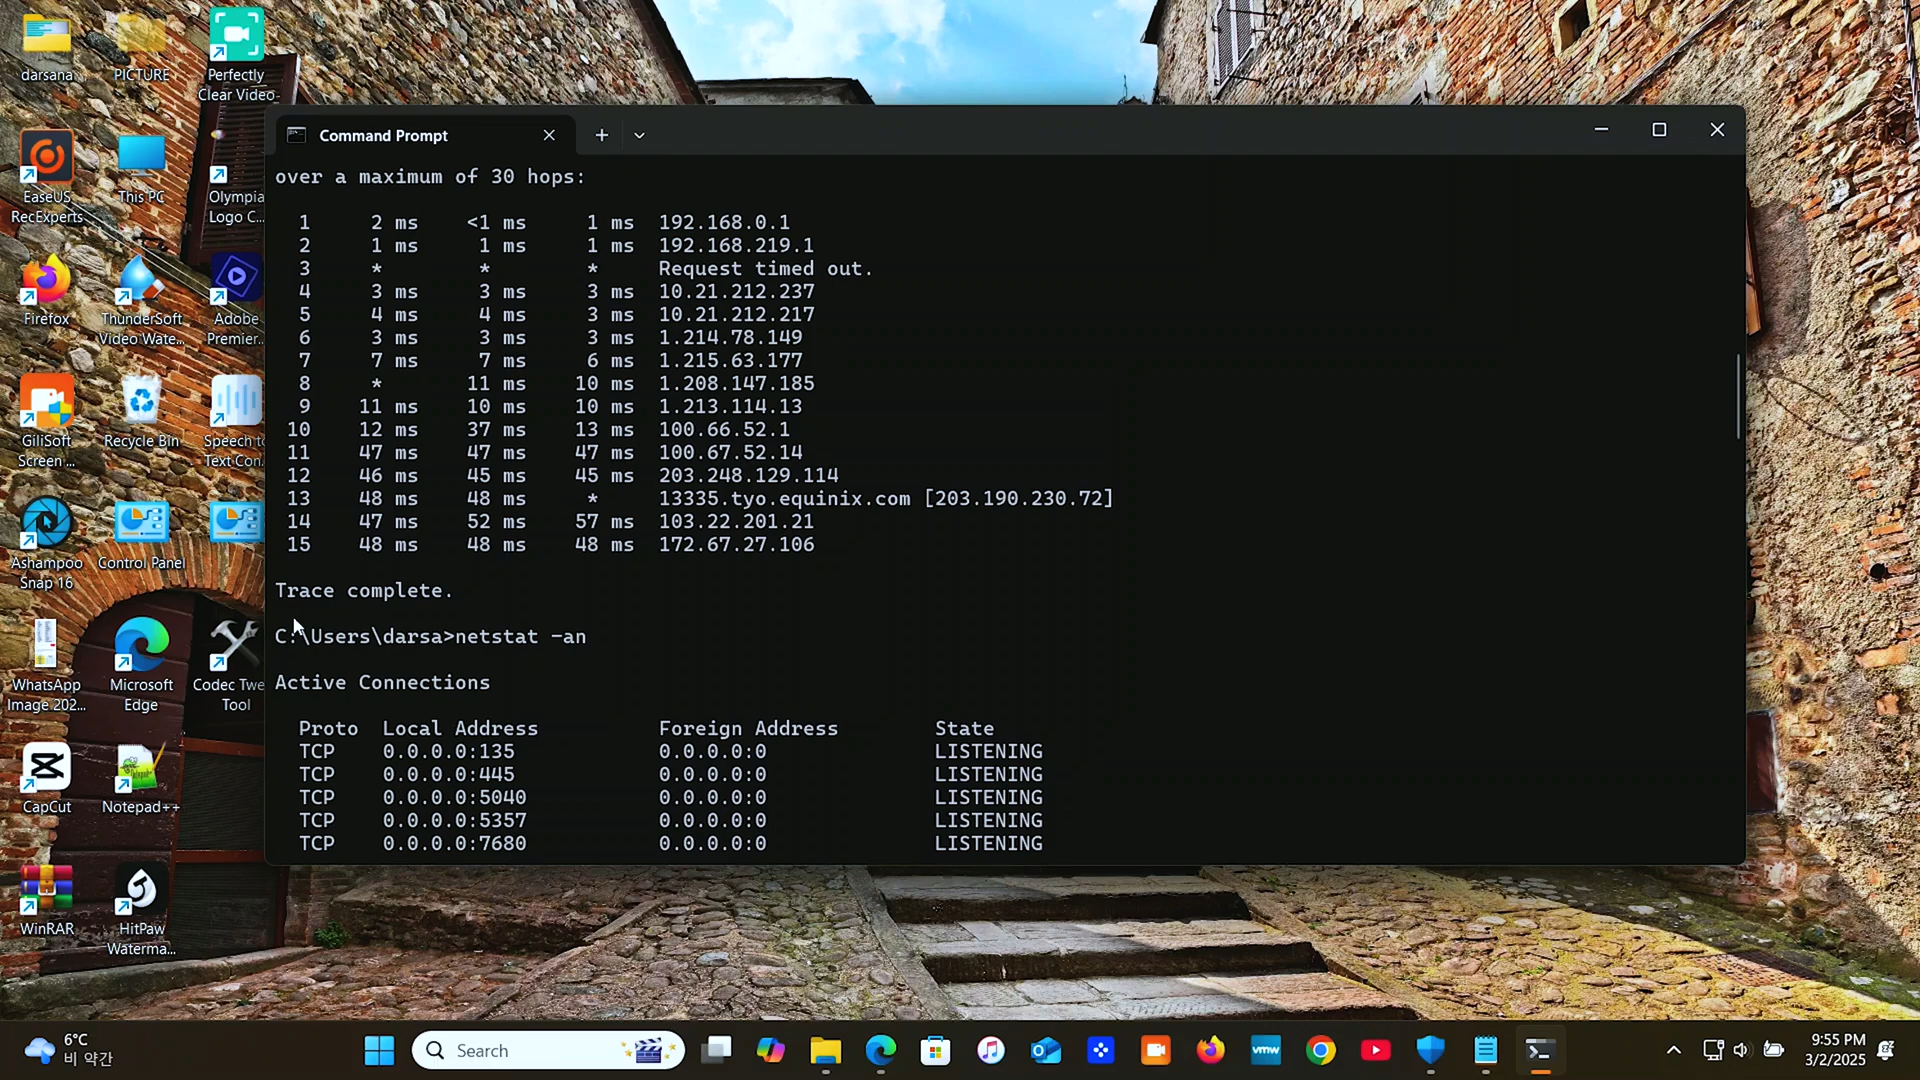 darsana
PICTURE
Perfectly
Clear Video
EaseUS
RecExperts
This PC
Olympia
Logo C...
Firefox
ThunderSoft
Video Wate...
Adobe
Premier...
GiliSoft
Screen ...
Recycle Bin
Speech to
Text Con...
Ashampoo
Snap 16
Control Panel
WhatsApp
Image 202...
Microsoft
Edge
Codec Twe
Tool
CapCut
Notepad++
WinRAR
HitPaw
Waterma...
Command Prompt
over a maximum of 30 hops:
1 2 ms <1 ms 1 ms 192.168.0.1
2 1 ms 1 ms 1 ms 192.168.219.1
3 * * * Request timed out.
4 3 ms 3 ms 3 ms 10.21.212.237
5 4 ms 4 ms 3 ms 10.21.212.217
6 3 ms 3 ms 3 ms 1.214.78.149
7 7 ms 7 ms 6 ms 1.215.63.177
8 * 11 ms 10 ms 1.208.147.185
9 11 ms 10 ms 10 ms 1.213.114.13
10 12 ms 37 ms 13 ms 100.66.52.1
11 47 ms 47 ms 47 ms 100.67.52.14
12 46 ms 45 ms 45 ms 203.248.129.114
13 48 ms 48 ms * 13335.tyo.equinix.com [203.190.230.72]
14 47 ms 52 ms 57 ms 103.22.201.21
15 48 ms 48 ms 48 ms 172.67.27.106
Trace complete.
C:\Users\darsa>netstat -an
Active Connections
Proto Local Address Foreign Address State
TCP 0.0.0.0:135 0.0.0.0:0 LISTENING
TCP 0.0.0.0:445 0.0.0.0:0 LISTENING
TCP 0.0.0.0:5040 0.0.0.0:0 LISTENING
TCP 0.0.0.0:5357 0.0.0.0:0 LISTENING
TCP 0.0.0.0:7680 0.0.0.0:0 LISTENING
6°C
비 약간
Search
vmw
9:55 PM
3/2/2025